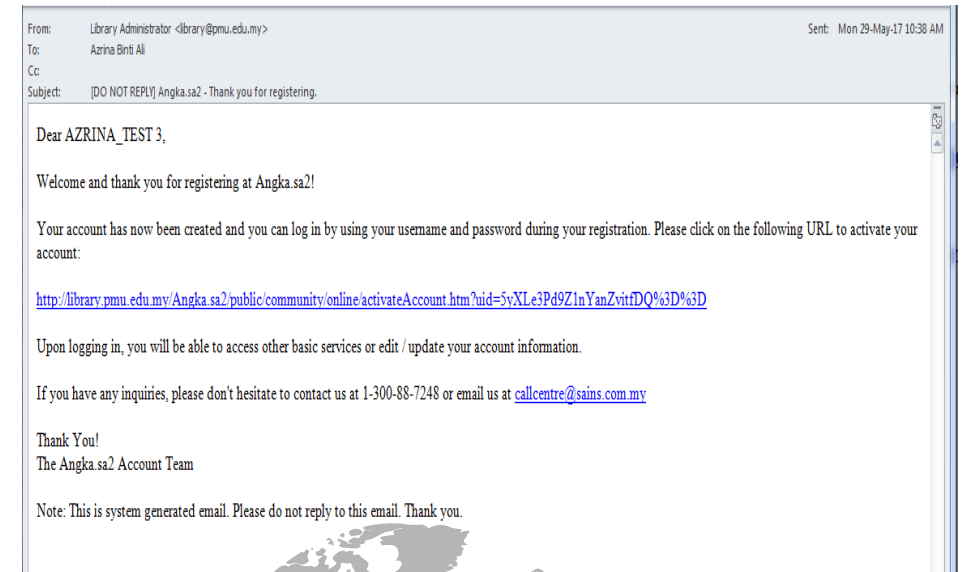 From: Library Administrator <library@pmu.edu.my> Sent: Mon 29-May-17 10:38 AM
To: Azrina Binti Ali
Cc:
Subject: [DO NOT REPLY] Angka.sa2 - Thank you for registering.
Dear AZRINA_TEST 3,
Welcome and thank you for registering at Angka.sa2!
Your account has now been created and you can log in by using your username and password during your registration. Please click on the following URL to activate your
account:
http://library.pmu.edu.my/Angka.sa2/public/community/online/activateAccount.htm?uid=5yXLe3Pd9Z1nYanZvitfDQ%3D%3D
Upon logging in, you will be able to access other basic services or edit / update your account information.
If you have any inquiries, please don't hesitate to contact us at 1-300-88-7248 or email us at callcentre@sains.com.my
Thank You!
The Angka.sa2 Account Team
Note: This is system generated email. Please do not reply to this email. Thank you.